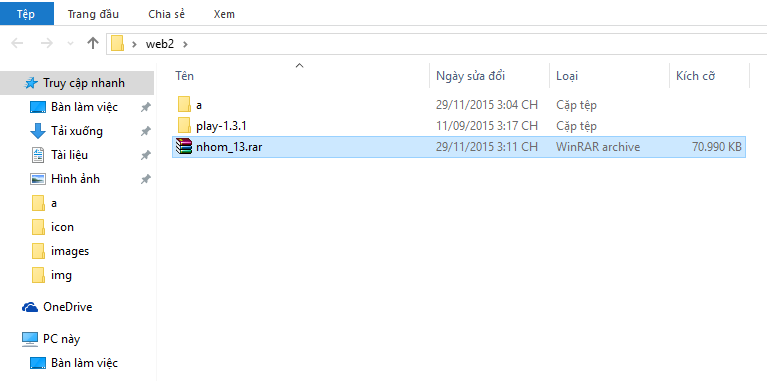 Tệp Trang đầu Chia sẻ Xem
web2
Truy cập nhanh
Bàn làm việc
Tải xuống
Tài liệu
Hình ảnh
a
icon
images
img
OneDrive
PC này
Bàn làm việc
Tên Ngày sửa đổi Loại Kích cỡ
a 29/11/2015 3:04 CH Cặp tệp
play-1.3.1 11/09/2015 3:17 CH Cặp tệp
nhom_13.rar 29/11/2015 3:11 CH WinRAR archive 70.990 KB